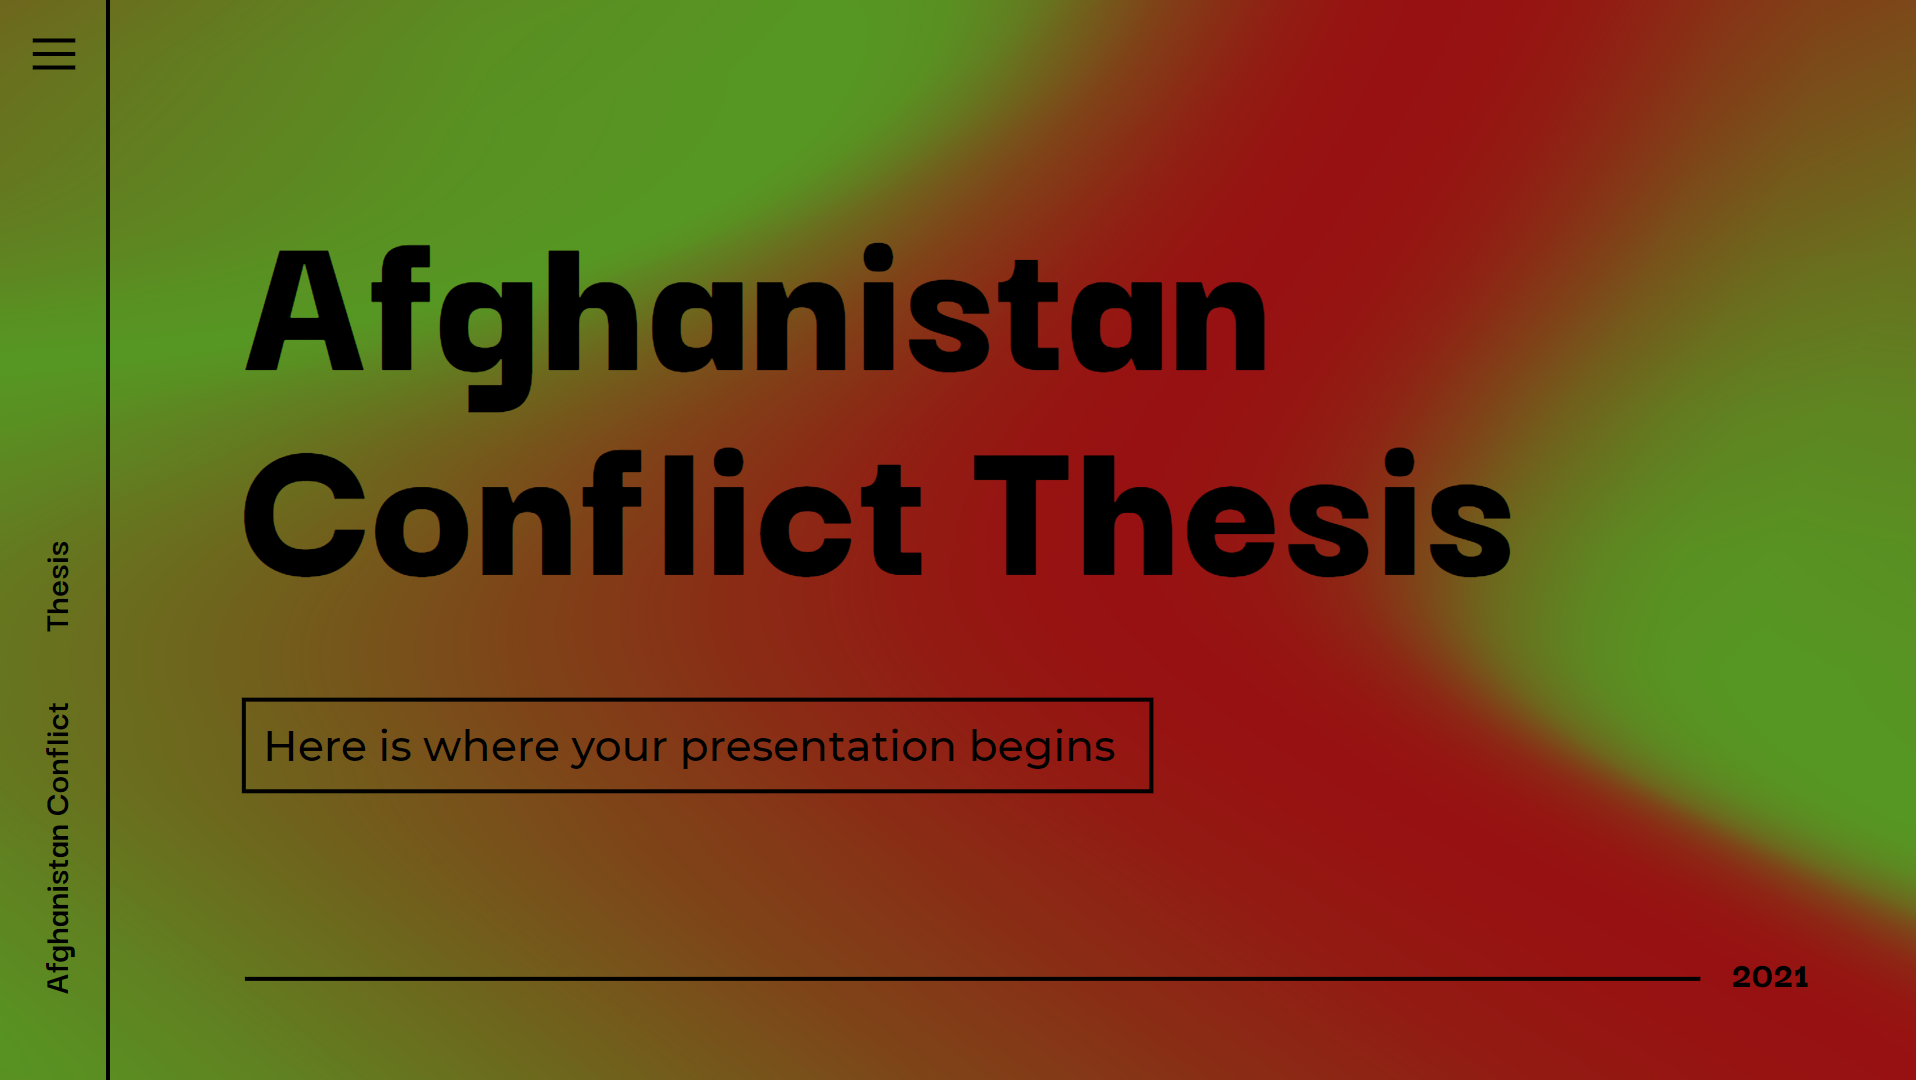 Afghanistan
Conflict Thesis
Here is where your presentation begins
Afghanistan Conflict
Thesis
2021